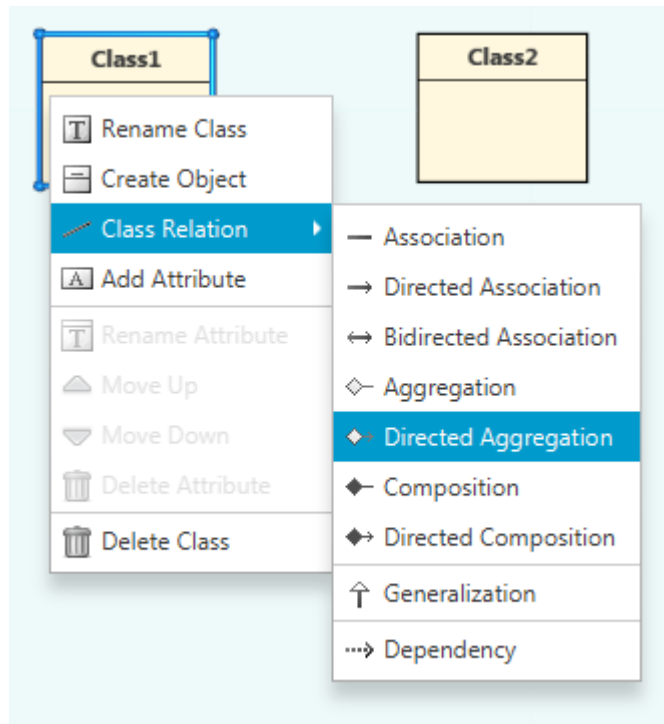 Class1
Class2
Rename Class
Create Object
Class Relation
Add Attribute
Rename Attribute
Move Up
Move Down
Delete Attribute
Delete Class
Association
Directed Association
Bidirected Association
Aggregation
Directed Aggregation
Composition
Directed Composition
Generalization
Dependency